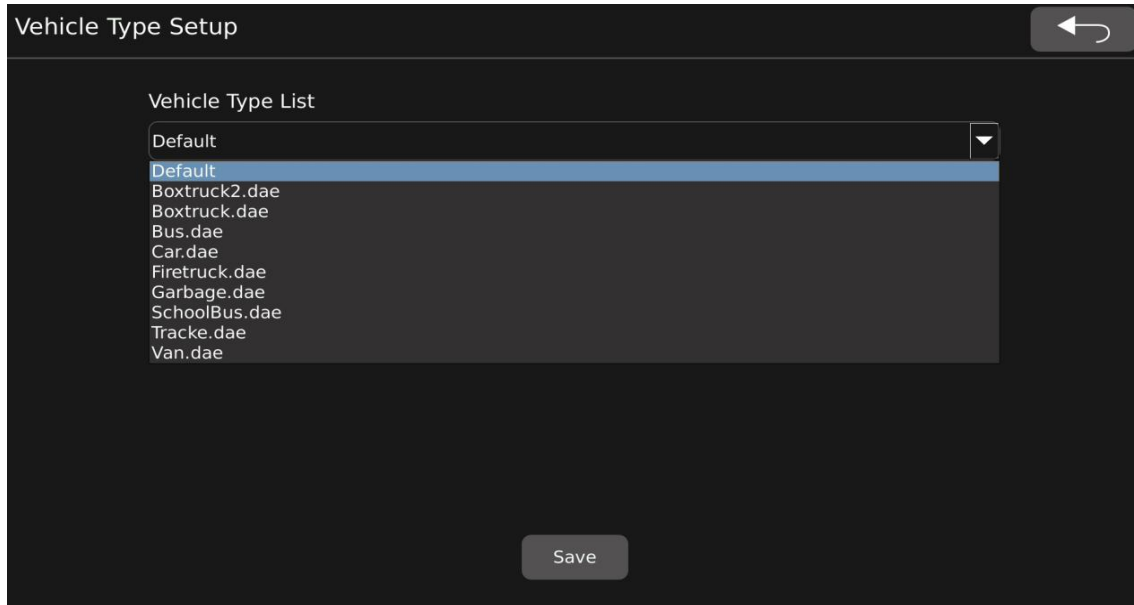 Vehicle Type Setup
Vehicle Type List
Default
Default
Boxtruck2.dae
Boxtruck.dae
Bus.dae
Car.dae
Firetruck.dae
Garbage.dae
SchoolBus.dae
Tracke.dae
Van.dae
Save